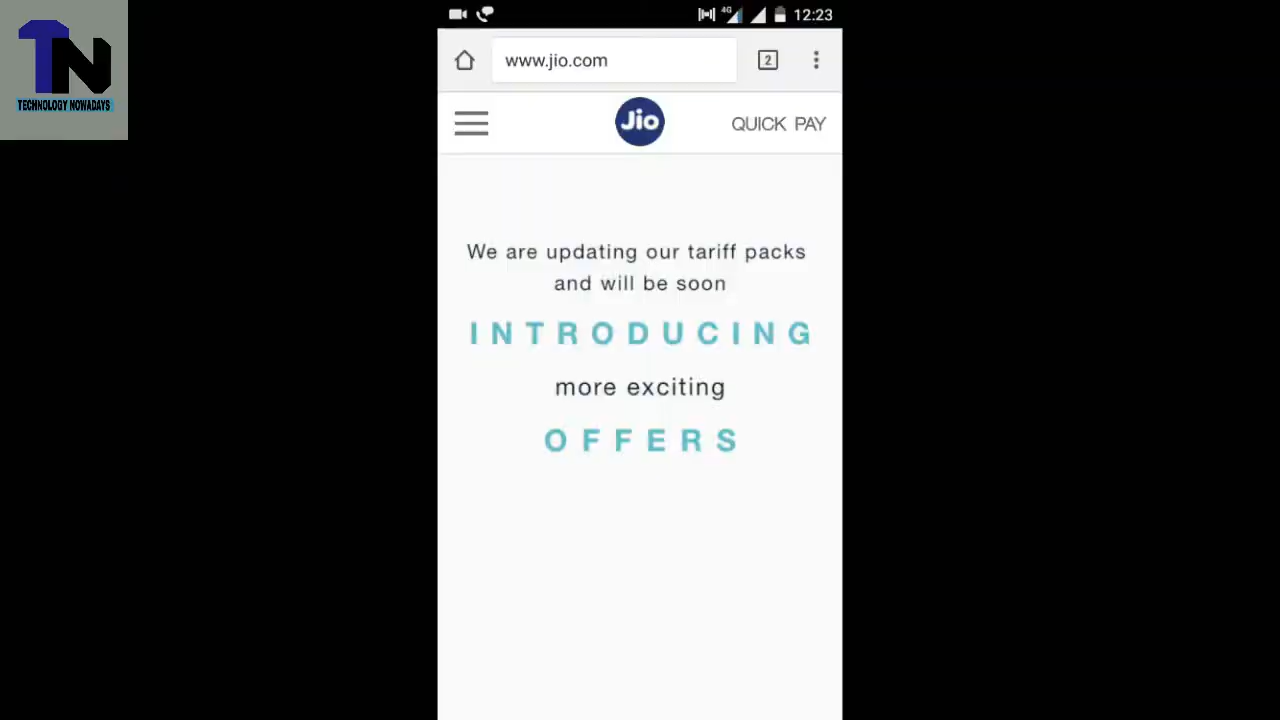 TN
TECHNOLOGY NOWADAYS
4G
12:23
www.jio.com
2
Jio
QUICK PAY
We are updating our tariff packs
and will be soon
INTRODUCING
more exciting
OFFERS